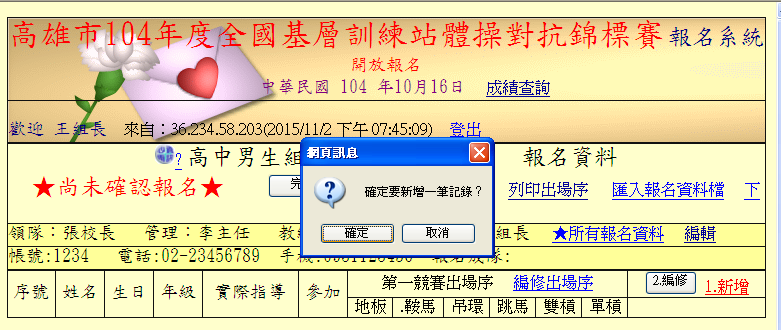 高雄市104年度全國基層訓練站體操對抗錦標賽 報名系統
開放報名
中華民國 104 年10月16日 成績查詢
歡迎 王組長 來自：36.234.58.203(2015/11/2 下午 07:45:09) 登出
? 高中男生組 報名資料
網頁訊息
★尚未確認報名★ 列印出場序 匯入報名資料檔 下
確定要新增一筆記錄？
確定 取消
領隊：張校長 管理：李主任 組長 ★所有報名資料 編輯
帳號:1234 電話:02-23456789 手機:
序號 姓名 生日 年級 實際指導 參加 第一競賽出場序 編修出場序 2.編修 1.新增
地板 .鞍馬 吊環 跳馬 雙槓 單槓